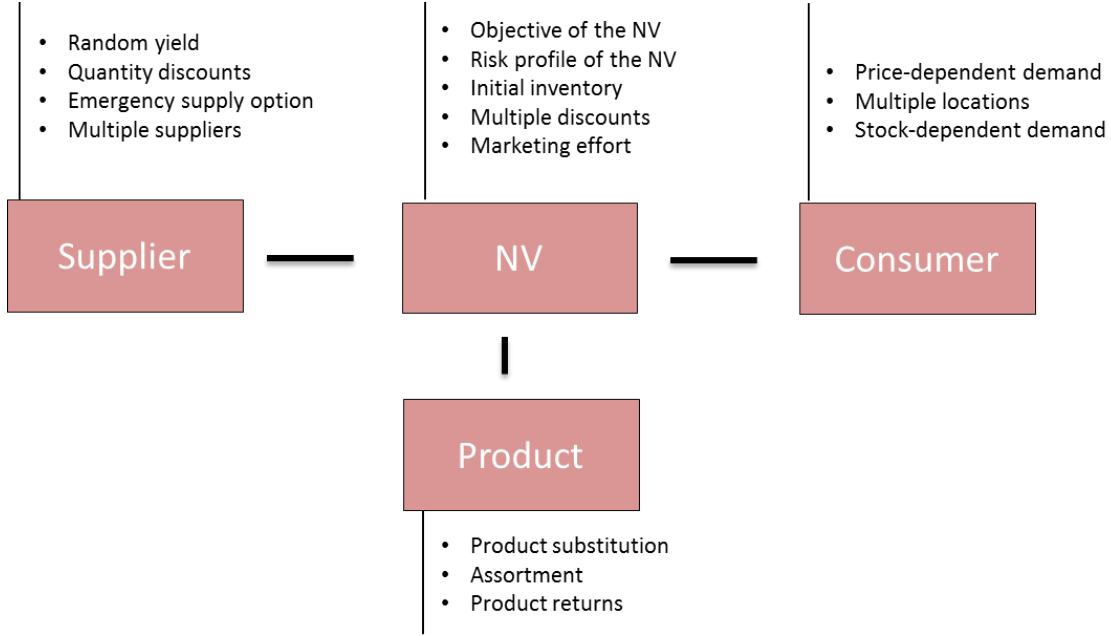 • Random yield
• Quantity discounts
• Emergency supply option
• Multiple suppliers
Supplier
• Objective of the NV
• Risk profile of the NV
• Initial inventory
• Multiple discounts
• Marketing effort
NV
• Price-dependent demand
• Multiple locations
• Stock-dependent demand
Consumer
Product
• Product substitution
• Assortment
• Product returns